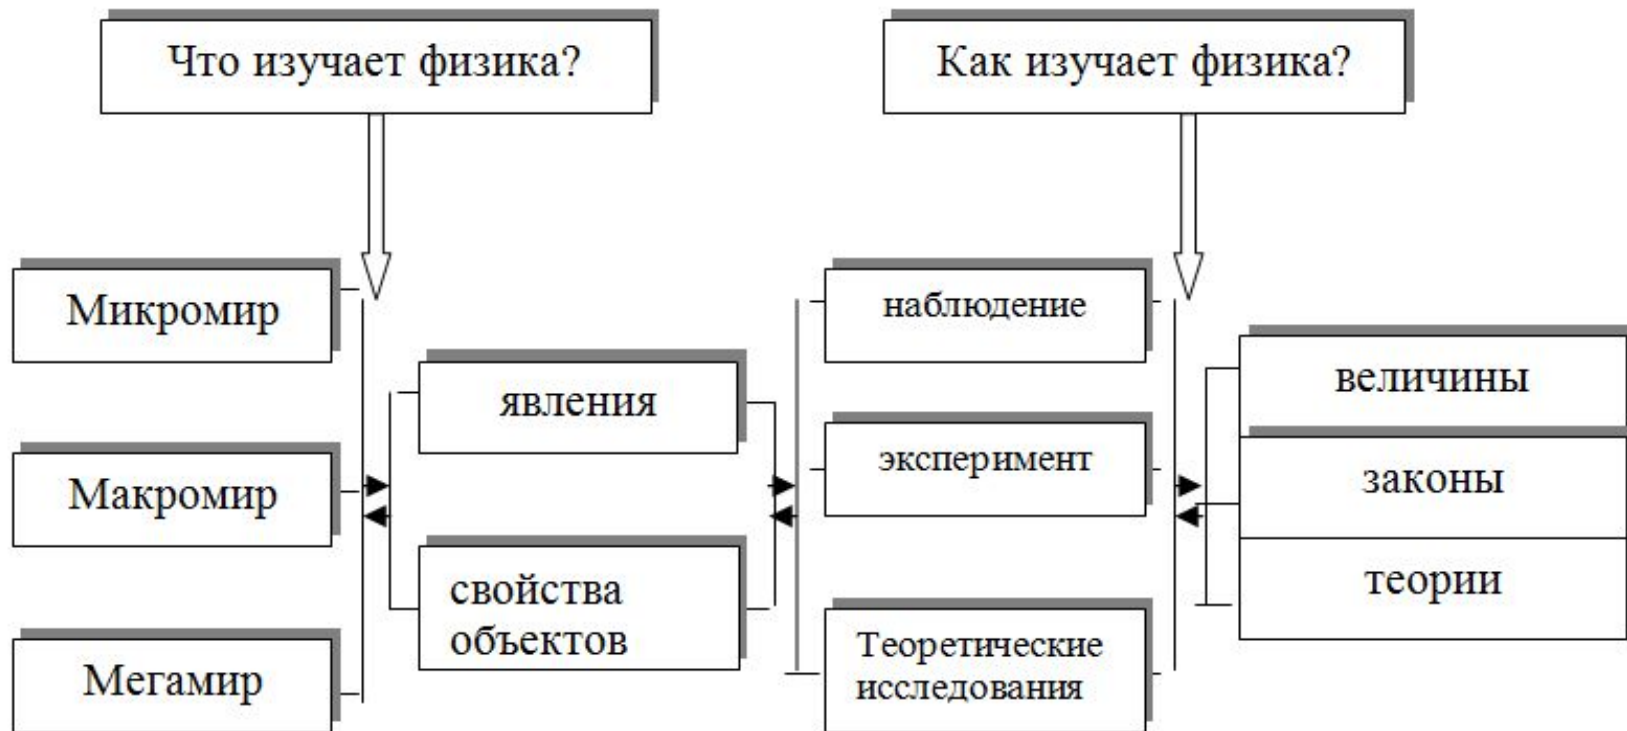 Что изучает физика?
Как изучает физика?
Микромир
Макромир
Мегамир
явления
свойства
объектов
наблюдение
эксперимент
Теоретические
исследования
величины
законы
теории